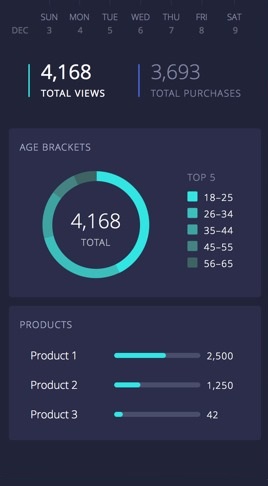 SUN MON TUE WED THU FRI SAT
DEC 3 4 5 6 7 8 9
4,168 3,693
TOTAL VIEWS TOTAL PURCHASES
AGE BRACKETS
TOP 5
18–25
26–34
35–44
45–55
56–65
4,168
TOTAL
PRODUCTS
Product 1 2,500
Product 2 1,250
Product 3 42